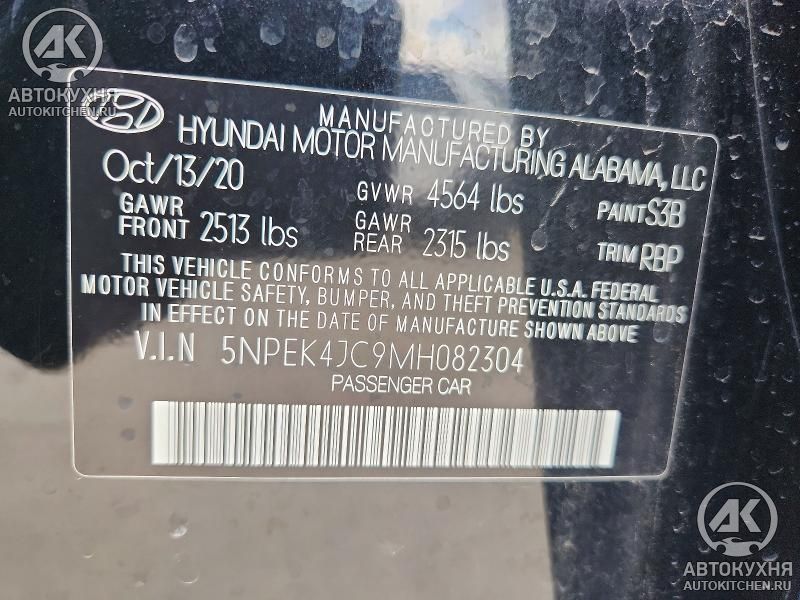 АВТОКУХНЯ
AUTOKITCHEN.RU
MANUFACTURED BY
HYUNDAI MOTOR MANUFACTURING ALABAMA, LLC
Oct/13/20 GVWR 4564 lbs PAINT S3B
GAWR FRONT 2513 lbs GAWR REAR 2315 lbs TRIM RBP
THIS VEHICLE CONFORMS TO ALL APPLICABLE U.S.A. FEDERAL
MOTOR VEHICLE SAFETY, BUMPER, AND THEFT PREVENTION STANDARDS
IN EFFECT ON THE DATE OF MANUFACTURE SHOWN ABOVE
V.I.N 5NPEK4JC9MH082304
PASSENGER CAR
АВТОКУХНЯ
AUTOKITCHEN.RU